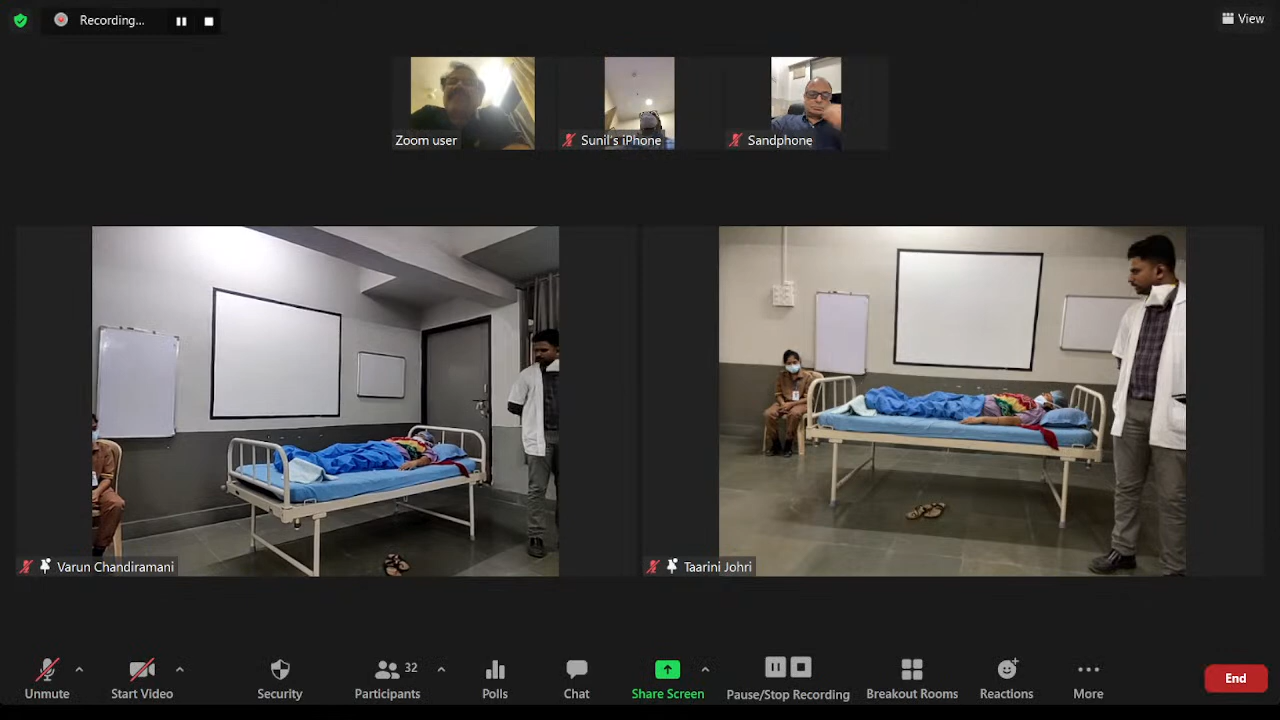 Recording...
View
Zoom user
Sunil's iPhone
Sandphone
Varun Chandiramani
Taarini Johri
32
Unmute
Start Video
Security
Participants
Polls
Chat
Share Screen
Pause/Stop Recording
Breakout Rooms
Reactions
More
End